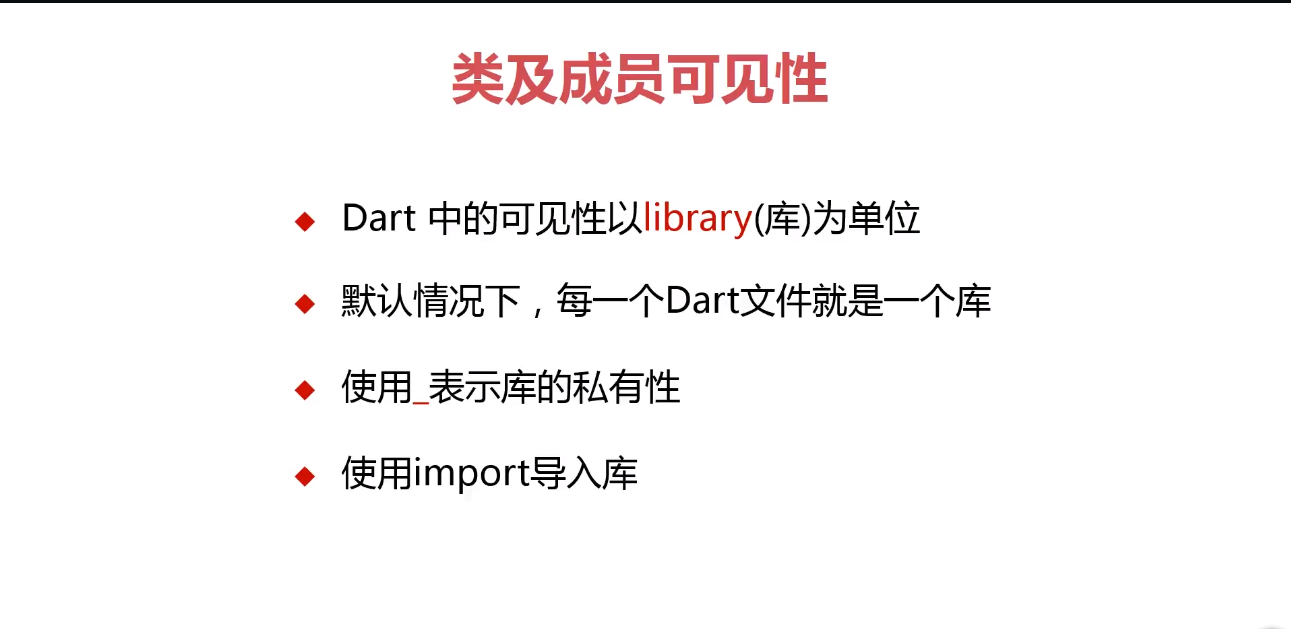 类及成员可见性
Dart 中的可见性以library(库)为单位
默认情况下，每一个Dart文件就是一个库
使用_表示库的私有性
使用import导入库